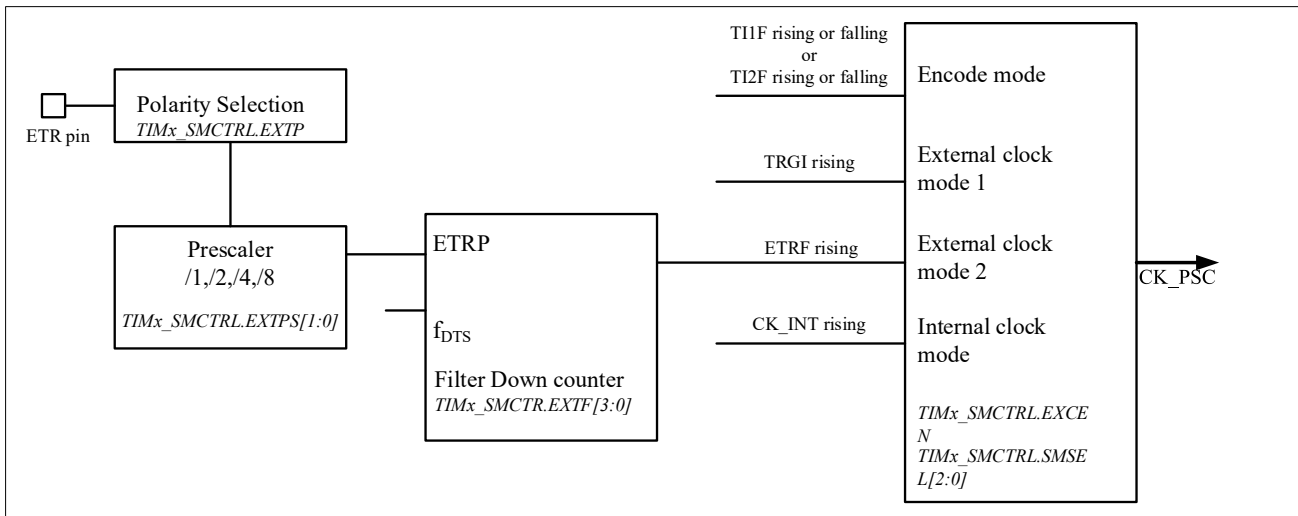 ETR pin
Polarity Selection
TIMx_SMCTRL.EXTP
Prescaler
/1,/2,/4,/8
TIMx_SMCTRL.EXTPS[1:0]
ETRP
fDTS
Filter Down counter
TIMx_SMCTR.EXTF[3:0]
TI1F rising or falling
or
TI2F rising or falling
TRGI rising
ETRF rising
CK_INT rising
Encode mode
External clock
mode 1
External clock
mode 2
Internal clock
mode
TIMx_SMCTRL.EXCE
N
TIMx_SMCTRL.SMSE
L[2:0]
CK_PSC